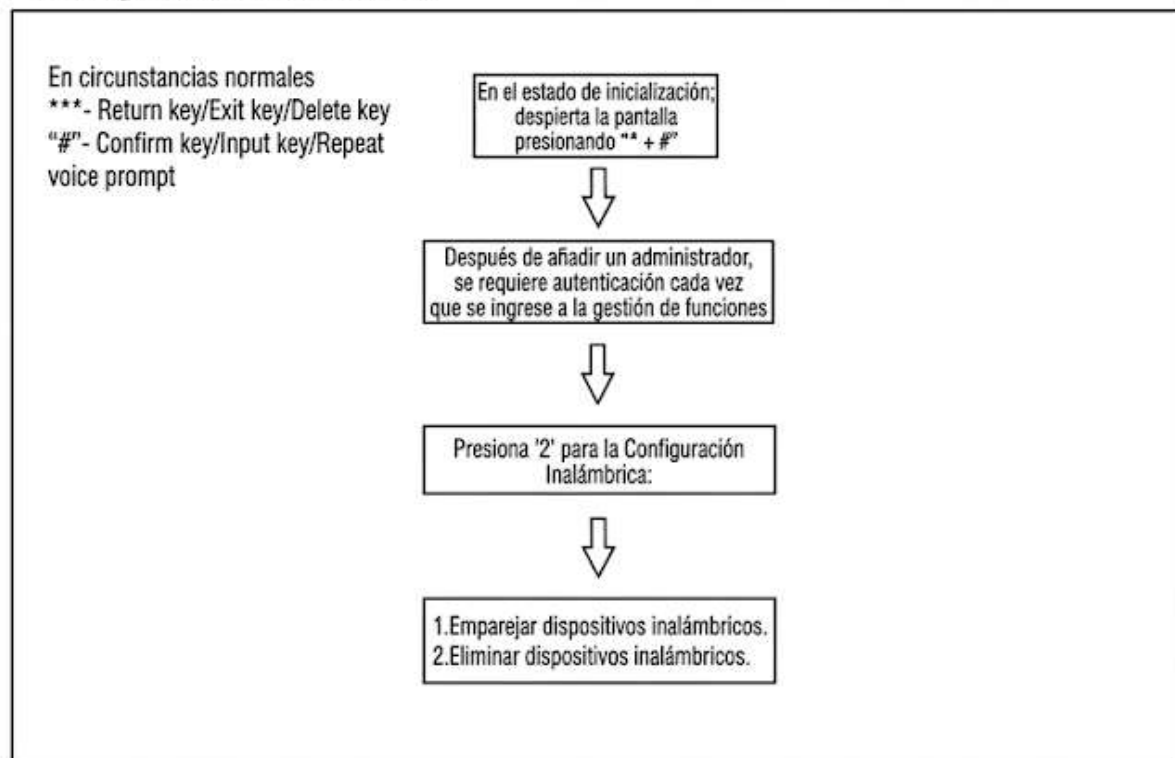 En circunstancias normales
***- Return key/Exit key/Delete key
“#”- Confirm key/Input key/Repeat
voice prompt
En el estado de inicialización;
despierta la pantalla
presionando “* + #”
Después de añadir un administrador,
se requiere autenticación cada vez
que se ingrese a la gestión de funciones
Presiona '2' para la Configuración
Inalámbrica:
1.Emparejar dispositivos inalámbricos.
2.Eliminar dispositivos inalámbricos.